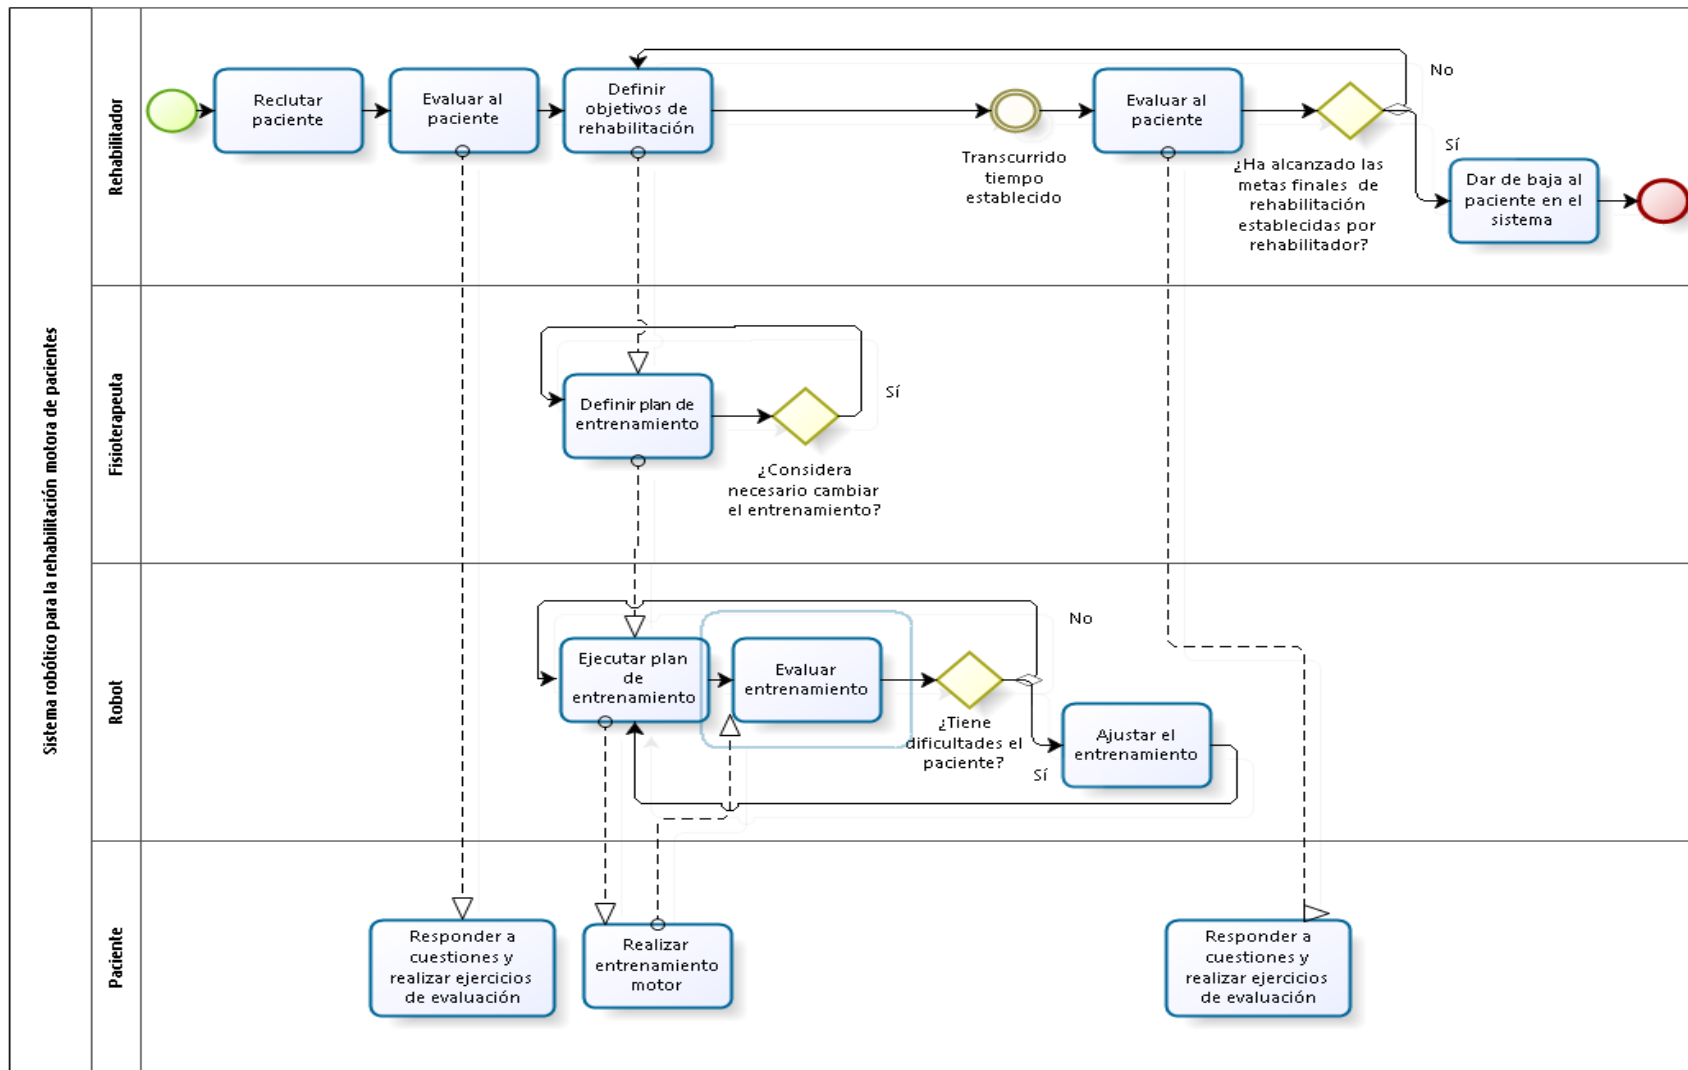 Sistema robótico para la rehabilitación motora de pacientes
Rehabilitador
Reclutar
paciente
Evaluar al
paciente
Definir
objetivos de
rehabilitación
Transcurrido
tiempo
establecido
Evaluar al
paciente
¿Ha alcanzado las
metas finales de
rehabilitación
establecidas por
rehabilitador?
No
Sí
Dar de baja al
paciente en el
sistema
Fisioterapeuta
Definir plan de
entrenamiento
¿Considera
necesario cambiar
el entrenamiento?
Sí
Robot
Ejecutar plan
de
entrenamiento
Evaluar
entrenamiento
¿Tiene
dificultades el
paciente?
No
Sí
Ajustar el
entrenamiento
Paciente
Responder a
cuestiones y
realizar ejercicios
de evaluación
Realizar
entrenamiento
motor
Responder a
cuestiones y
realizar ejercicios
de evaluación